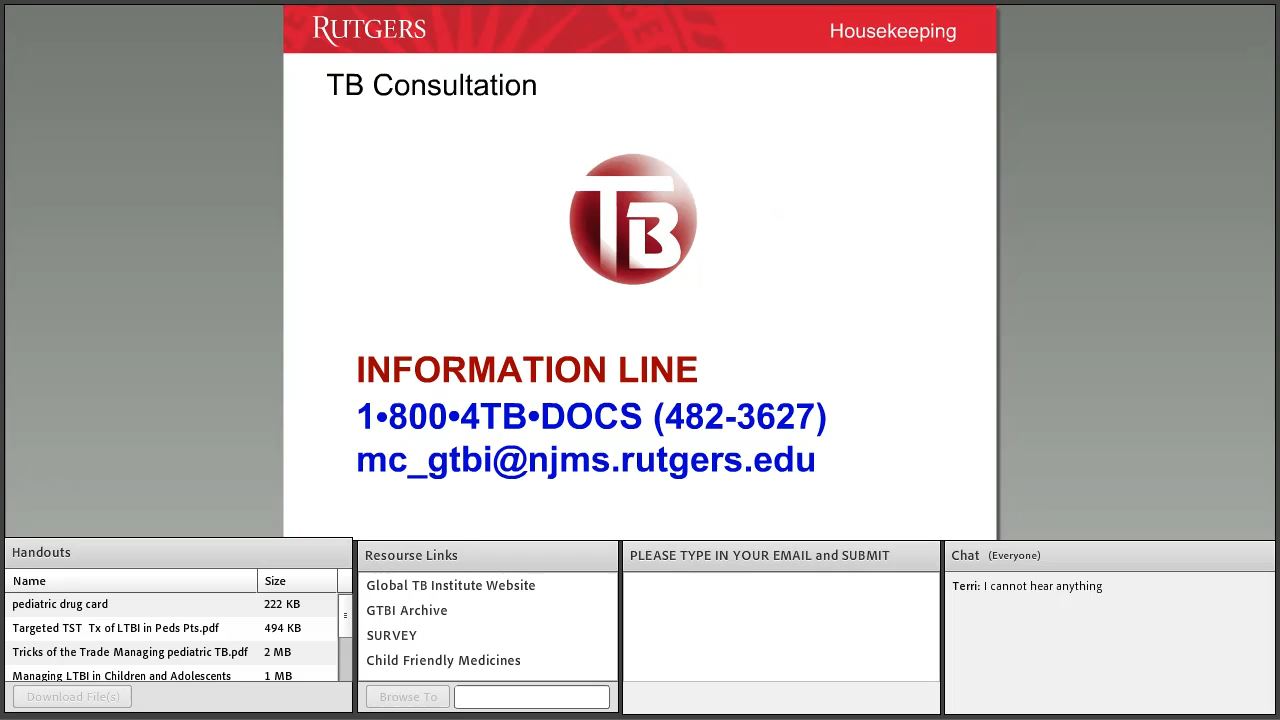 RUTGERS
Housekeeping
TB Consultation
TB
INFORMATION LINE
1•800•4TB•DOCS (482-3627)
mc_gtbi@njms.rutgers.edu
Handouts
Name Size
pediatric drug card 222 KB
Targeted TST Tx of LTBI in Peds Pts.pdf 494 KB
Tricks of the Trade Managing pediatric TB.pdf 2 MB
Managing LTBI in Children and Adolescents 1 MB
Download File(s)
Resourse Links
Global TB Institute Website
GTBI Archive
SURVEY
Child Friendly Medicines
Browse To
PLEASE TYPE IN YOUR EMAIL and SUBMIT
Chat (Everyone)
Terri: I cannot hear anything